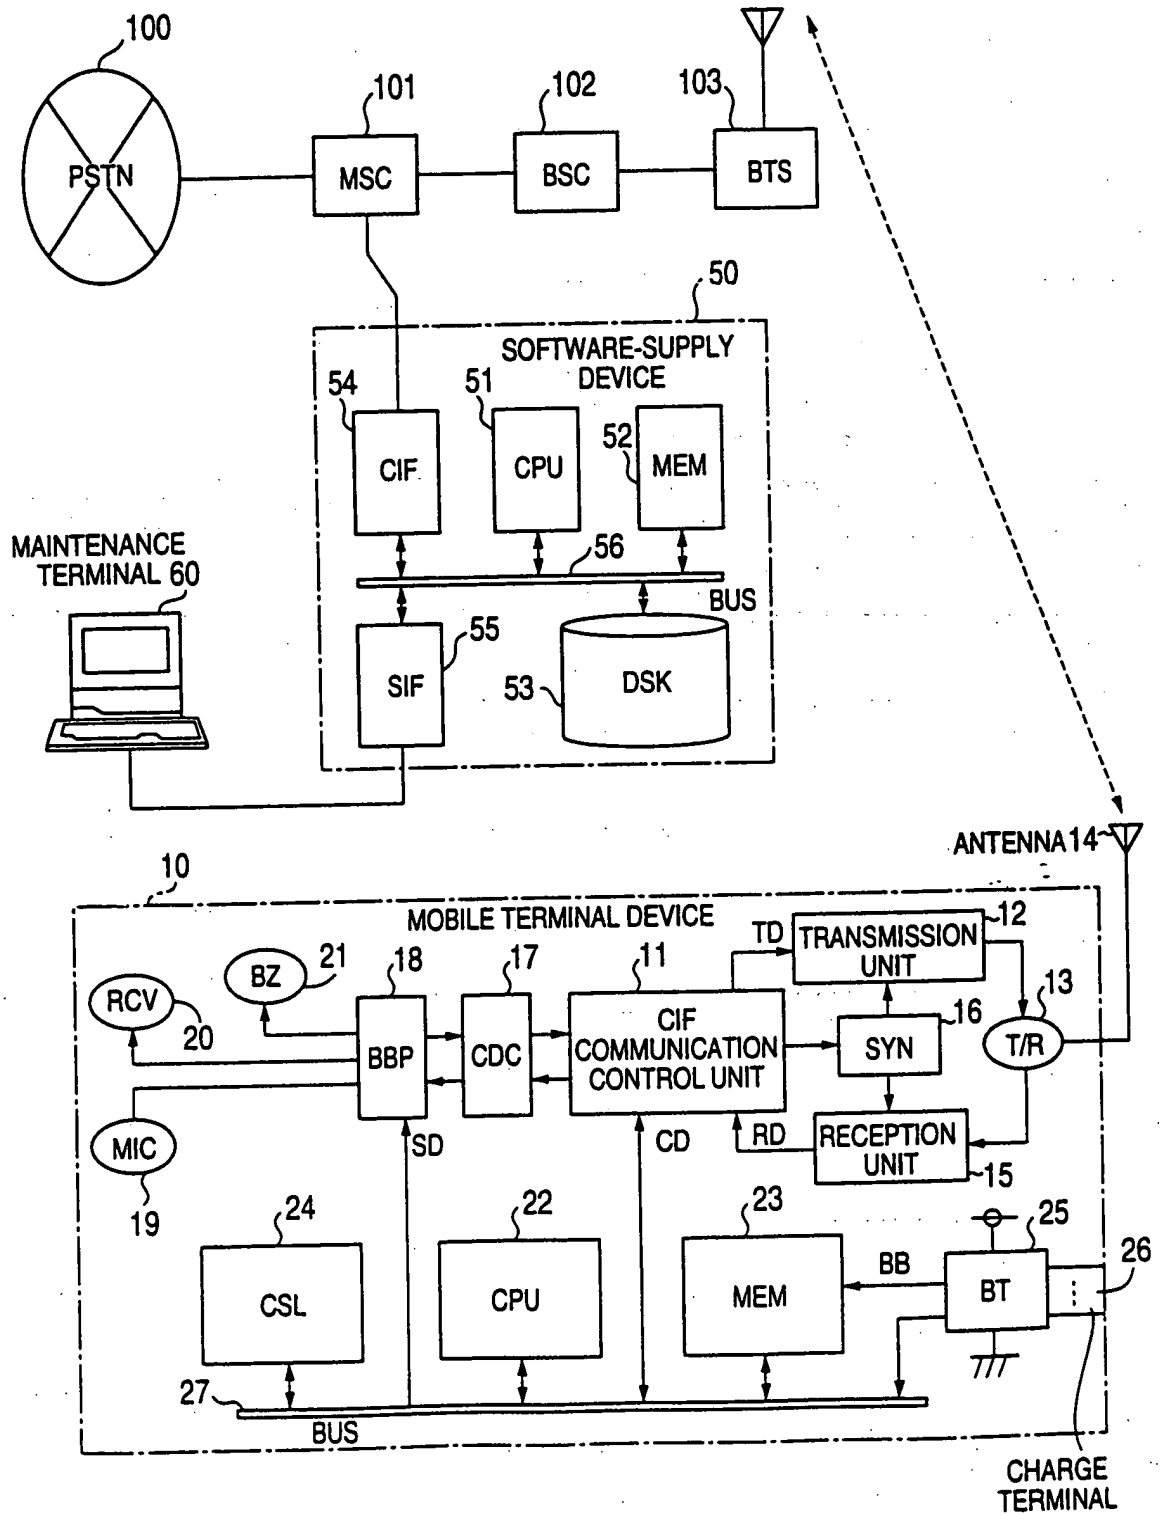 100
PSTN
101
MSC
102
BSC
103
BTS
50
SOFTWARE-SUPPLY
DEVICE
54
CIF
51
CPU
52
MEM
56
BUS
MAINTENANCE
TERMINAL 60
55
SIF
53
DSK
ANTENNA 14
10
MOBILE TERMINAL DEVICE
12
TD
TRANSMISSION
UNIT
21
BZ
18
17
11
13
RCV
20
BBP
CDC
CIF
COMMUNICATION
CONTROL UNIT
16
SYN
T/R
MIC
19
SD
CD
RD
RECEPTION
UNIT
15
24
CSL
22
CPU
23
MEM
BB
25
BT
26
27
BUS
CHARGE
TERMINAL